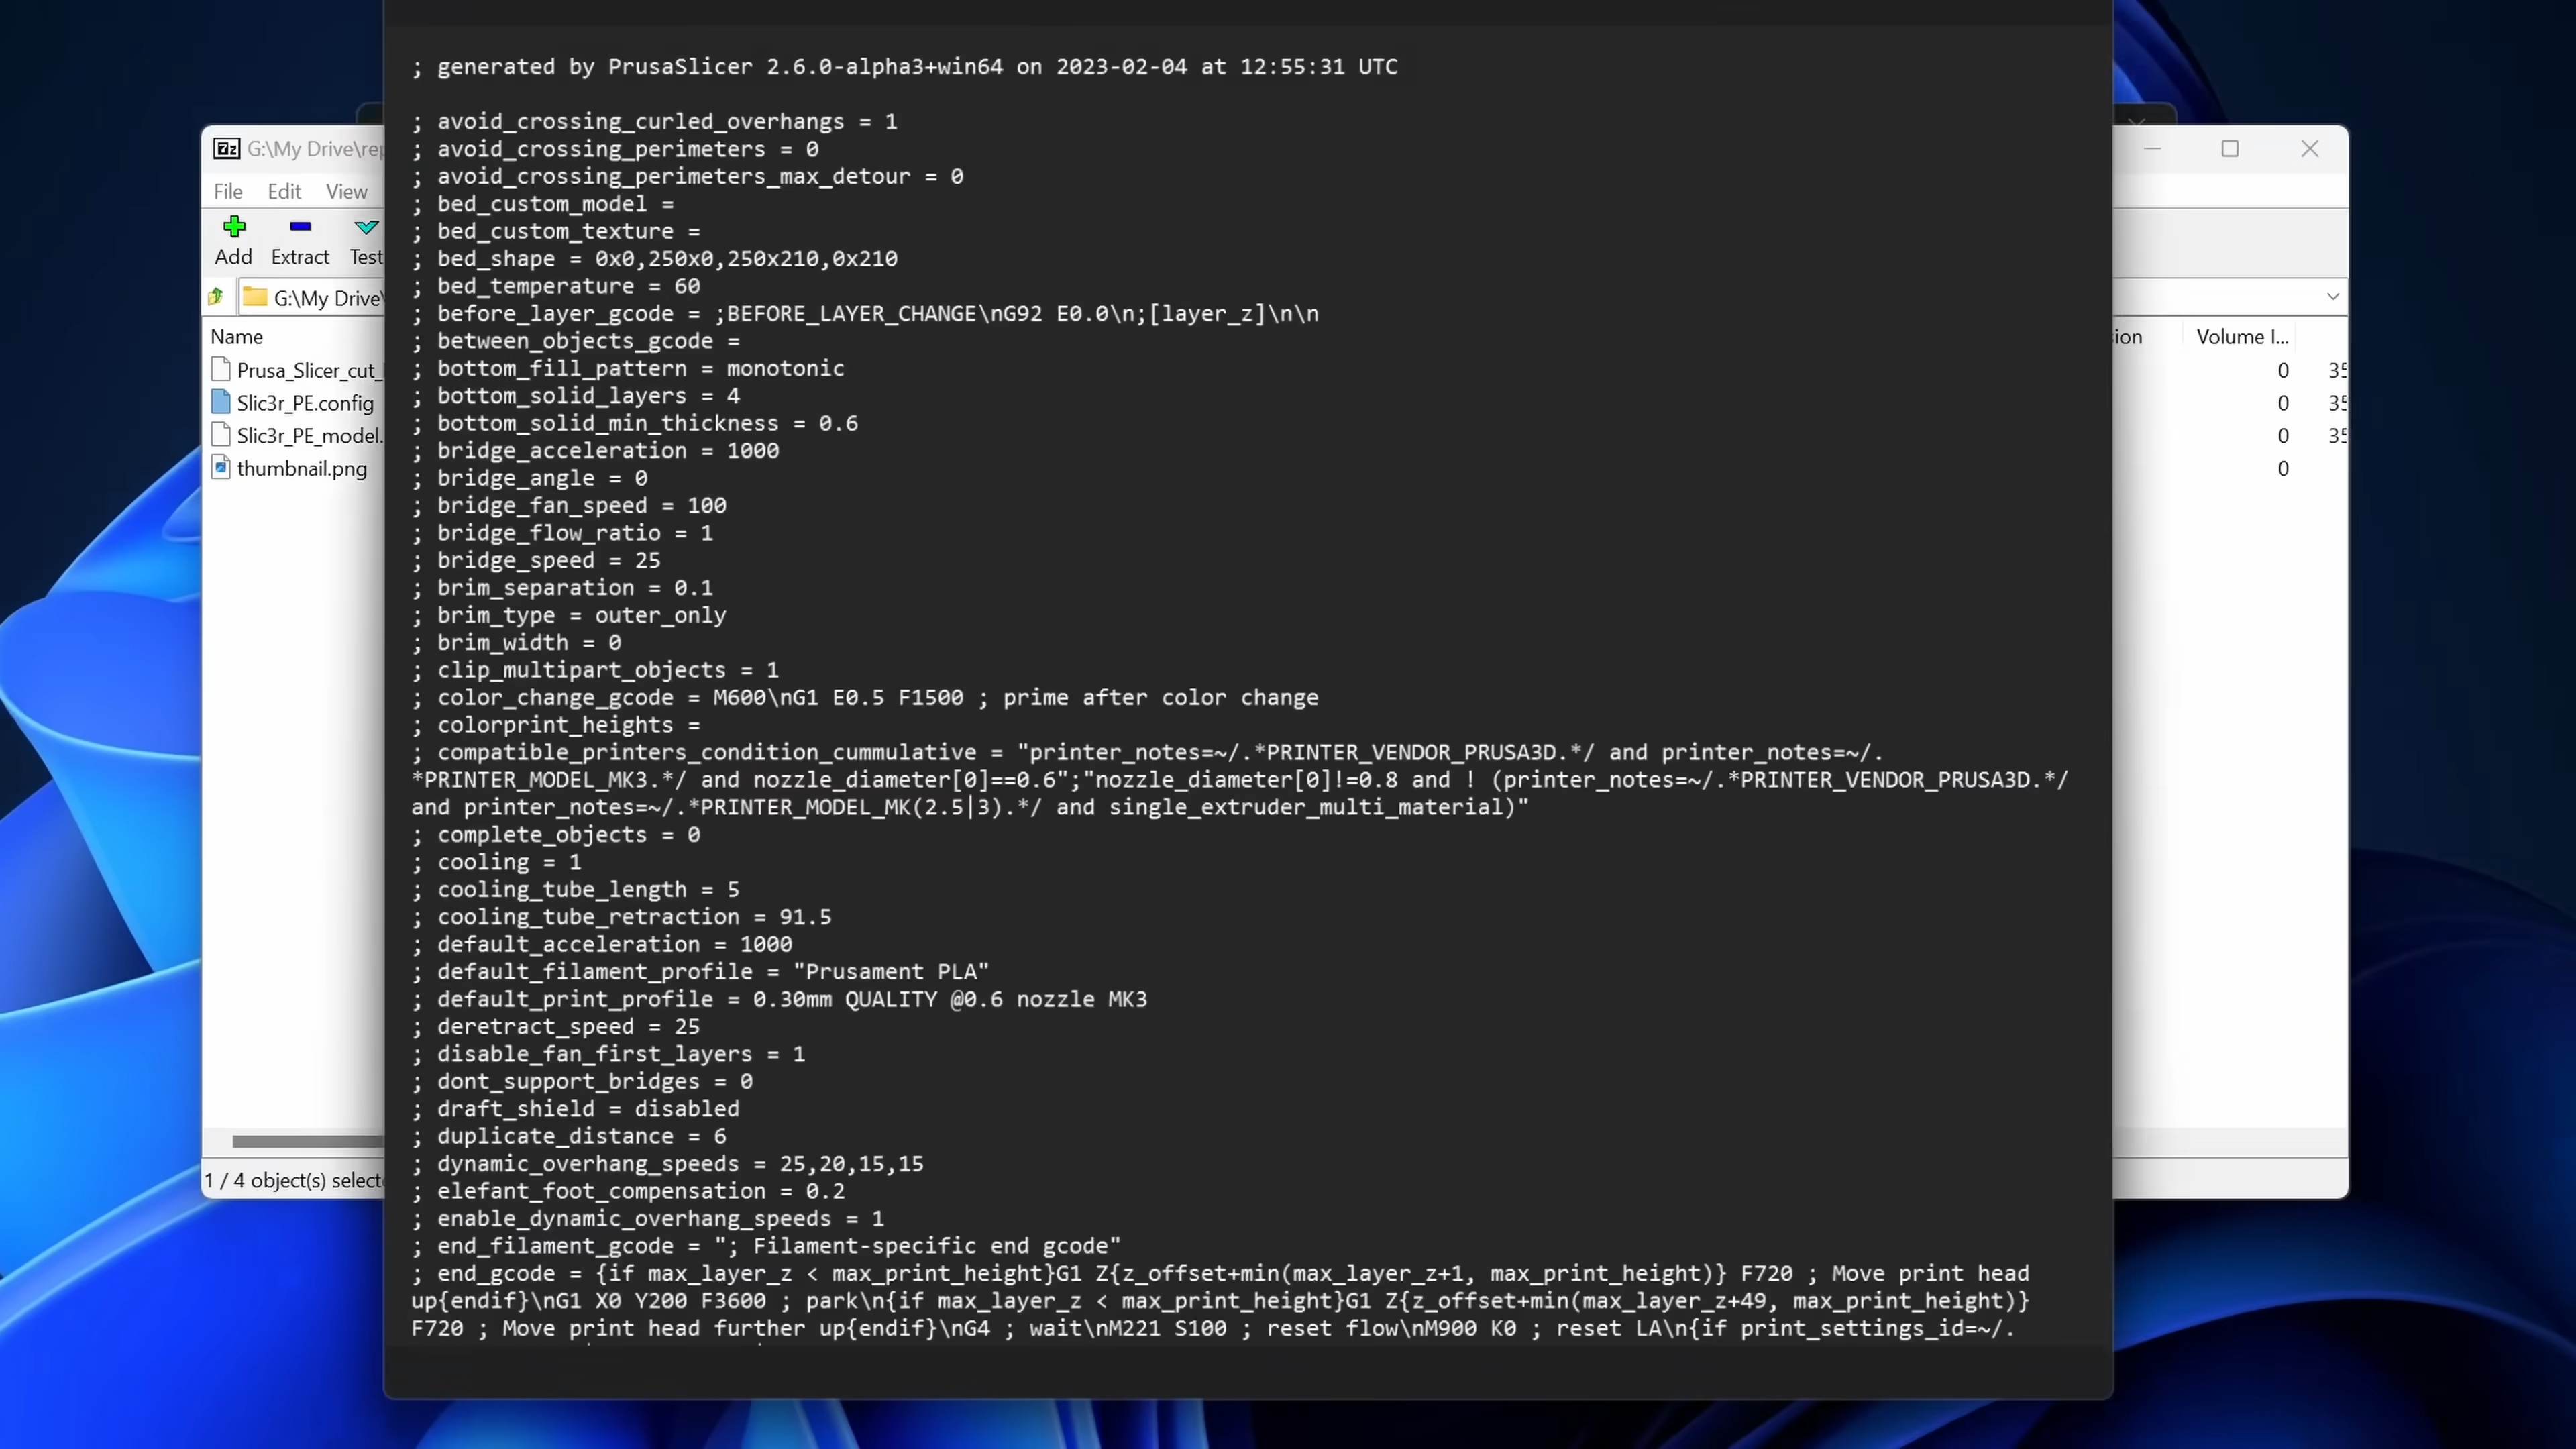 ; generated by PrusaSlicer 2.6.0-alpha3+win64 on 2023-02-04 at 12:55:31 UTC
; avoid_crossing_curled_overhangs = 1
; avoid_crossing_perimeters = 0
; avoid_crossing_perimeters_max_detour = 0
; bed_custom_model =
; bed_custom_texture =
; bed_shape = 0x0,250x0,250x210,0x210
; bed_temperature = 60
; before_layer_gcode = ;BEFORE_LAYER_CHANGE\nG92 E0.0\n;[layer_z]\n\n
; between_objects_gcode =
; bottom_fill_pattern = monotonic
; bottom_solid_layers = 4
; bottom_solid_min_thickness = 0.6
; bridge_acceleration = 1000
; bridge_angle = 0
; bridge_fan_speed = 100
; bridge_flow_ratio = 1
; bridge_speed = 25
; brim_separation = 0.1
; brim_type = outer_only
; brim_width = 0
; clip_multipart_objects = 1
; color_change_gcode = M600\nG1 E0.5 F1500 ; prime after color change
; colorprint_heights =
; compatible_printers_condition_cummulative = "printer_notes=~/.*PRINTER_VENDOR_PRUSA3D.*/ and printer_notes=~/.
*PRINTER_MODEL_MK3.*/ and nozzle_diameter[0]==0.6";"nozzle_diameter[0]!=0.8 and ! (printer_notes=~/.*PRINTER_VENDOR_PRUSA3D.*/
and printer_notes=~/.*PRINTER_MODEL_MK(2.5|3).*/ and single_extruder_multi_material)"
; complete_objects = 0
; cooling = 1
; cooling_tube_length = 5
; cooling_tube_retraction = 91.5
; default_acceleration = 1000
; default_filament_profile = "Prusament PLA"
; default_print_profile = 0.30mm QUALITY @0.6 nozzle MK3
; deretract_speed = 25
; disable_fan_first_layers = 1
; dont_support_bridges = 0
; draft_shield = disabled
; duplicate_distance = 6
; dynamic_overhang_speeds = 25,20,15,15
; elefant_foot_compensation = 0.2
; enable_dynamic_overhang_speeds = 1
; end_filament_gcode = "; Filament-specific end gcode"
; end_gcode = {if max_layer_z < max_print_height}G1 Z{z_offset+min(max_layer_z+1, max_print_height)} F720 ; Move print head
up{endif}\nG1 X0 Y200 F3600 ; park\n{if max_layer_z < max_print_height}G1 Z{z_offset+min(max_layer_z+49, max_print_height)}
F720 ; Move print head further up{endif}\nG4 ; wait\nM221 S100 ; reset flow\nM900 K0 ; reset LA\n{if print_settings_id=~/.
7z G:\My Drive\rep
File Edit View
Add Extract Test
G:\My Drive\
Name
Prusa_Slicer_cut_
Slic3r_PE.config
Slic3r_PE_model.
thumbnail.png
1 / 4 object(s) selecte
ion Volume I...
0 35
0 35
0 35
0